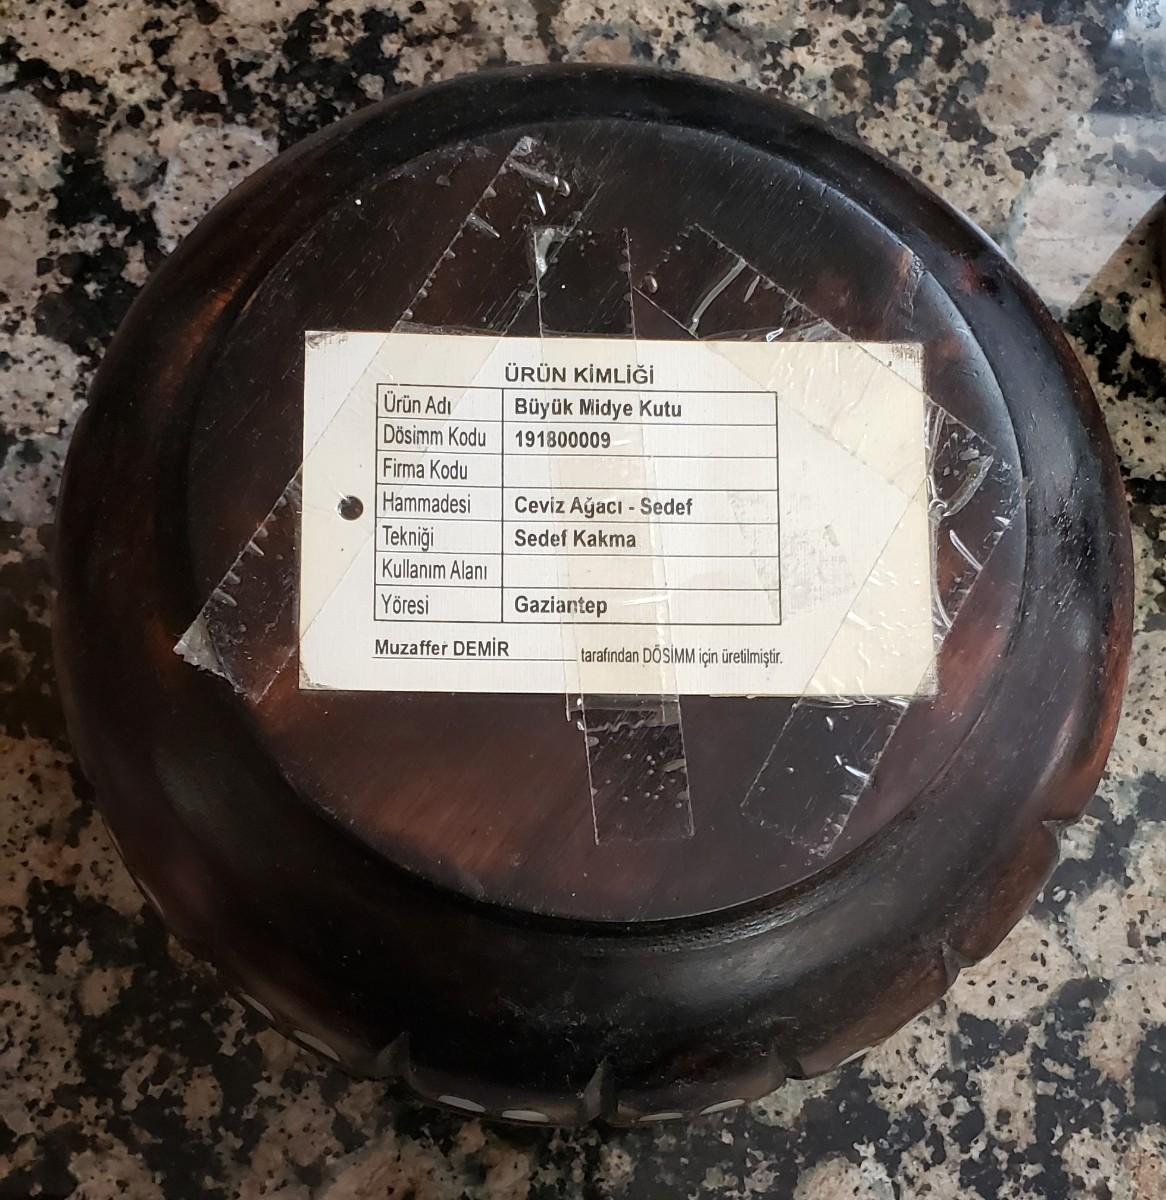 ÜRÜN KİMLİĞİ
Ürün Adı Büyük Midye Kutu
Dösimm Kodu 191800009
Firma Kodu
Hammadesi Ceviz Ağacı - Sedef
Tekniği Sedef Kakma
Kullanım Alanı
Yöresi Gaziantep
Muzaffer DEMİR tarafından DÖSİMM için üretilmiştir.